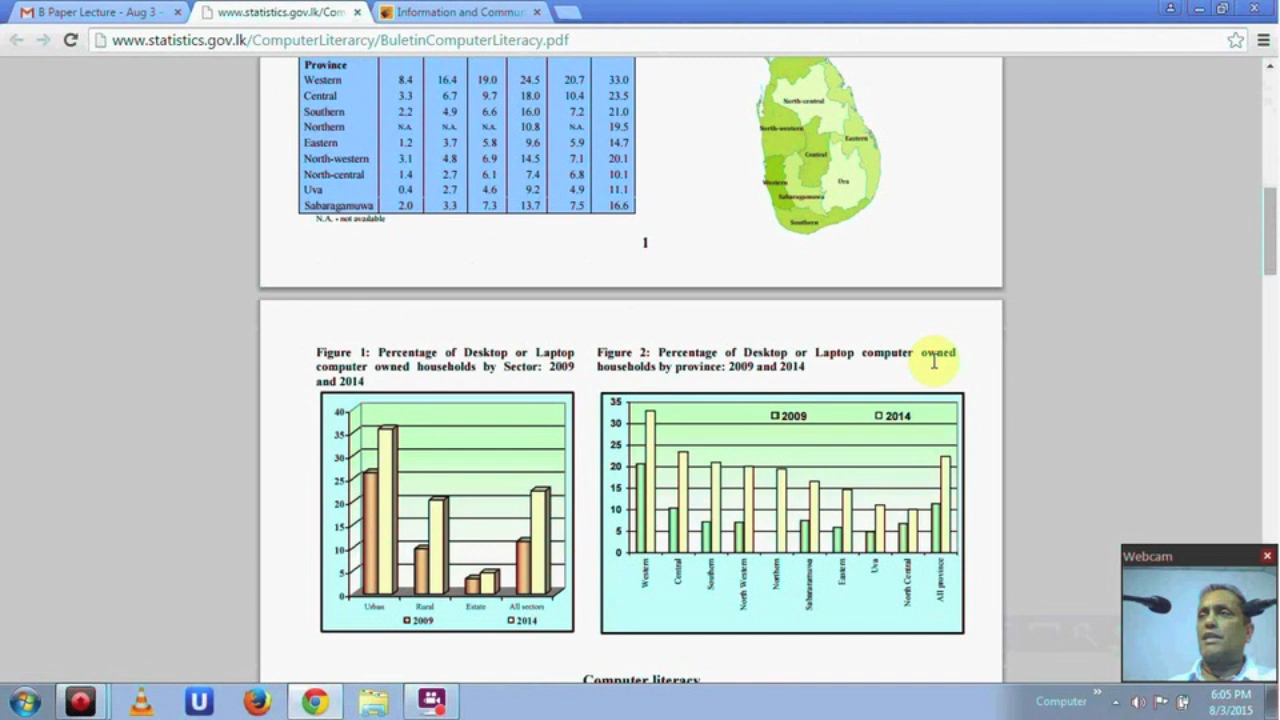 B Paper Lecture - Aug 3 -
www.statistics.gov.lk/Com
Information and Commun
www.statistics.gov.lk/ComputerLiterarcy/BuletinComputerLiteracy.pdf
Province
Western 8.4 16.4 19.0 24.5 20.7 33.0
Central 3.3 6.7 9.7 18.0 10.4 23.5
Southern 2.2 4.9 6.6 16.0 7.2 21.0
Northern N.A. N.A. N.A. 10.8 N.A. 19.5
Eastern 1.2 3.7 5.8 9.6 5.9 14.7
North-western 3.1 4.8 6.9 14.5 7.1 20.1
North-central 1.4 2.7 6.1 7.4 6.8 10.1
Uva 0.4 2.7 4.6 9.2 4.9 11.1
Sabaragamuwa 2.0 3.3 7.3 13.7 7.5 16.6
N.A. - not available
North-central
North-western
Eastern
Central
Western
Uva
Sabaragamuwa
Southern
1
Figure 1: Percentage of Desktop or Laptop
computer owned households by Sector: 2009
and 2014
40
35
30
25
20
15
10
5
0
Urban Rural Estate All sectors
2009 2014
Figure 2: Percentage of Desktop or Laptop computer owned
households by province: 2009 and 2014
2009 2014
35
30
25
20
15
10
5
0
Western
Central
Southern
North Western
Northern
Sabaragamuwa
Eastern
Uva
North Central
All province
Computer literacy
Webcam
Computer
6:05 PM
8/3/2015